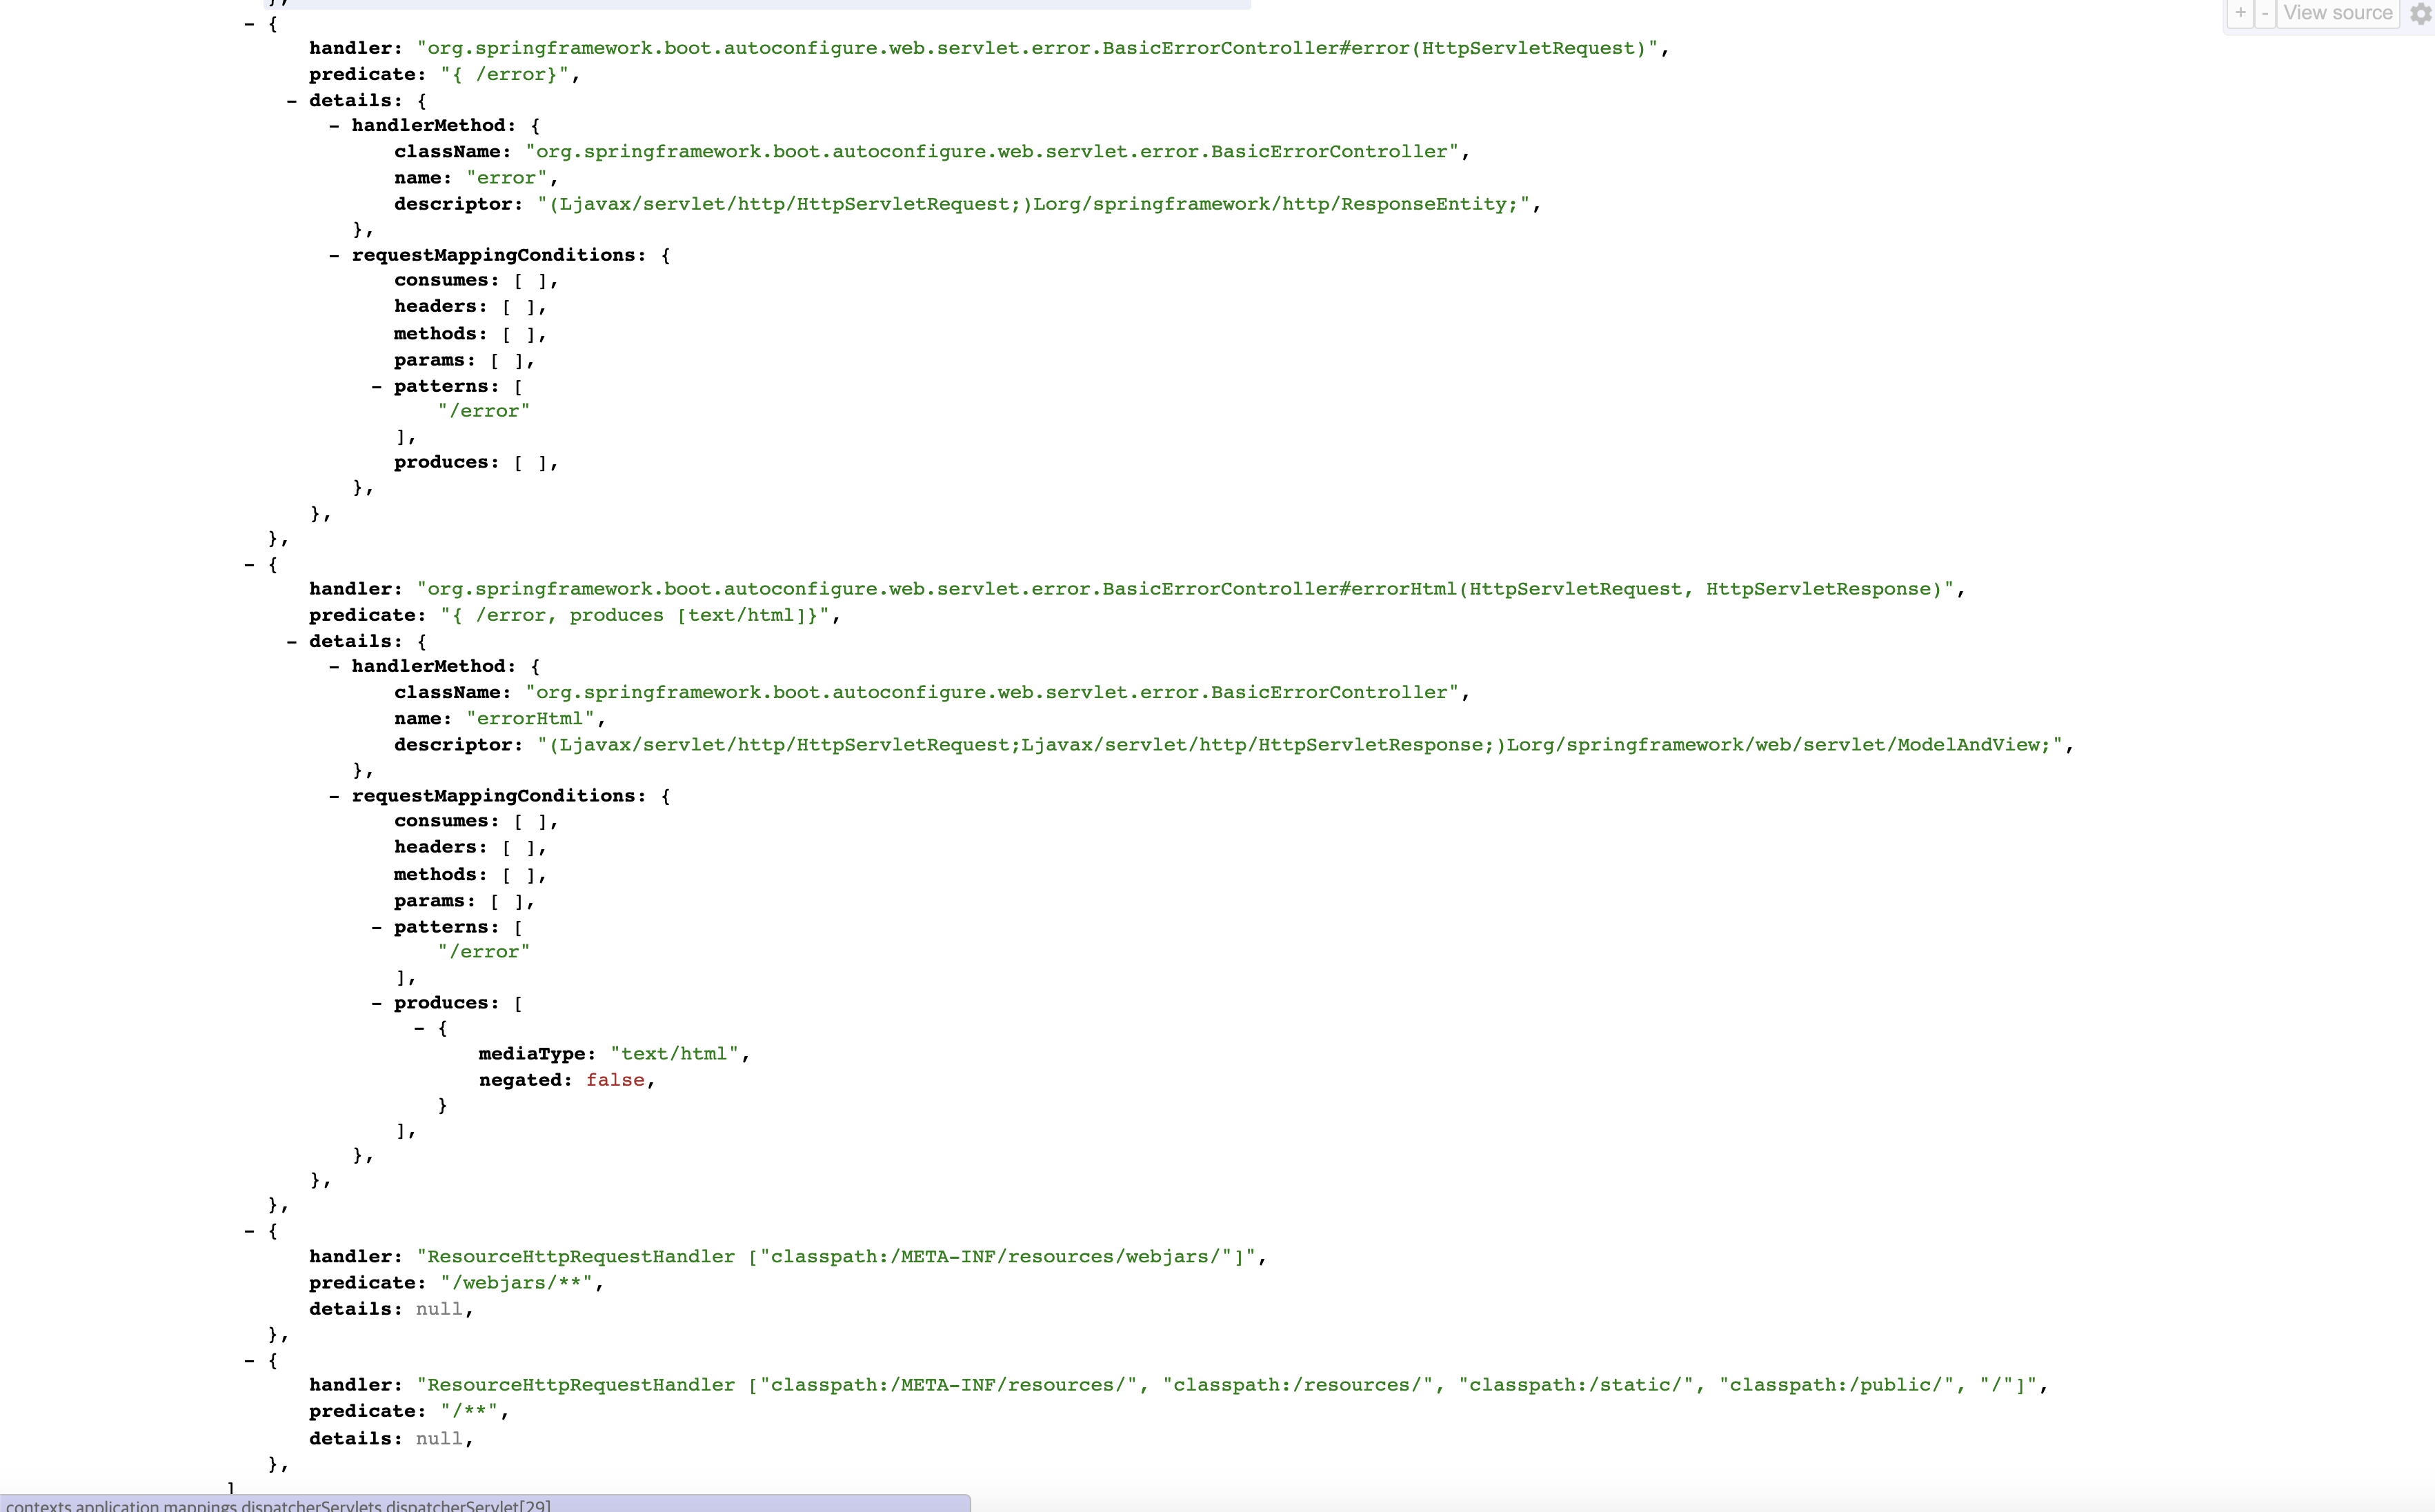 },
- {
handler: "org.springframework.boot.autoconfigure.web.servlet.error.BasicErrorController#error(HttpServletRequest)",
predicate: "{ /error}",
- details: {
- handlerMethod: {
className: "org.springframework.boot.autoconfigure.web.servlet.error.BasicErrorController",
name: "error",
descriptor: "(Ljavax/servlet/http/HttpServletRequest;)Lorg/springframework/http/ResponseEntity;",
},
- requestMappingConditions: {
consumes: [ ],
headers: [ ],
methods: [ ],
params: [ ],
- patterns: [
"/error"
],
produces: [ ],
},
},
},
- {
handler: "org.springframework.boot.autoconfigure.web.servlet.error.BasicErrorController#errorHtml(HttpServletRequest, HttpServletResponse)",
predicate: "{ /error, produces [text/html]}",
- details: {
- handlerMethod: {
className: "org.springframework.boot.autoconfigure.web.servlet.error.BasicErrorController",
name: "errorHtml",
descriptor: "(Ljavax/servlet/http/HttpServletRequest;Ljavax/servlet/http/HttpServletResponse;)Lorg/springframework/web/servlet/ModelAndView;",
},
- requestMappingConditions: {
consumes: [ ],
headers: [ ],
methods: [ ],
params: [ ],
- patterns: [
"/error"
],
- produces: [
- {
mediaType: "text/html",
negated: false,
}
],
},
},
},
- {
handler: "ResourceHttpRequestHandler ["classpath:/META-INF/resources/webjars/"]",
predicate: "/webjars/**",
details: null,
},
- {
handler: "ResourceHttpRequestHandler ["classpath:/META-INF/resources/", "classpath:/resources/", "classpath:/static/", "classpath:/public/", "/"]",
predicate: "/**",
details: null,
},
]
+ - View source
contexts.application.mappings.dispatcherServlets.dispatcherServlet[29]